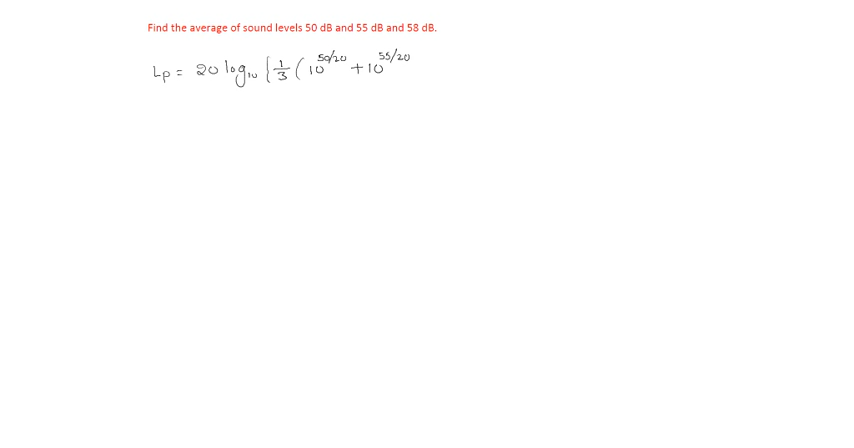 Find the average of sound levels 50 dB and 55 dB and 58 dB.
Lp = 20 log₁₀ { 1/3 ( 10^50/20 + 10^55/20